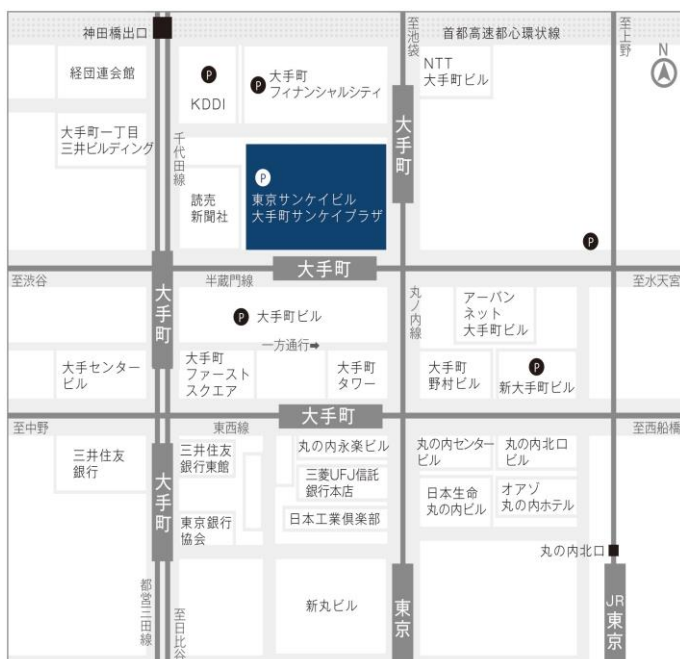 神田橋出口
至池袋
首都高速都心環状線
至上野
N
経団連会館
P
KDDI
P
大手町
フィナンシャルシティ
NTT
大手町ビル
大手町
大手町一丁目
三井ビルディング
千代田線
読売
新聞社
P
東京サンケイビル
大手町サンケイプラザ
P
大手町
至渋谷
半蔵門線
至水天宮
大手町
P
大手町ビル
丸ノ内線
アーバン
ネット
大手町ビル
一方通行➡
大手センター
ビル
大手町
ファースト
スクエア
大手町
タワー
大手町
野村ビル
P
新大手町ビル
大手町
至中野
東西線
至西船橋
三井住友
銀行
大手町
三井住友
銀行東館
丸の内永楽ビル
三菱UFJ信託
銀行本店
日本工業倶楽部
東京銀行
協会
丸の内センター
ビル
丸の内北口
ビル
日本生命
丸の内ビル
オアゾ
丸の内ホテル
丸の内北口
都営三田線
至日比谷
新丸ビル
東京
JR東京